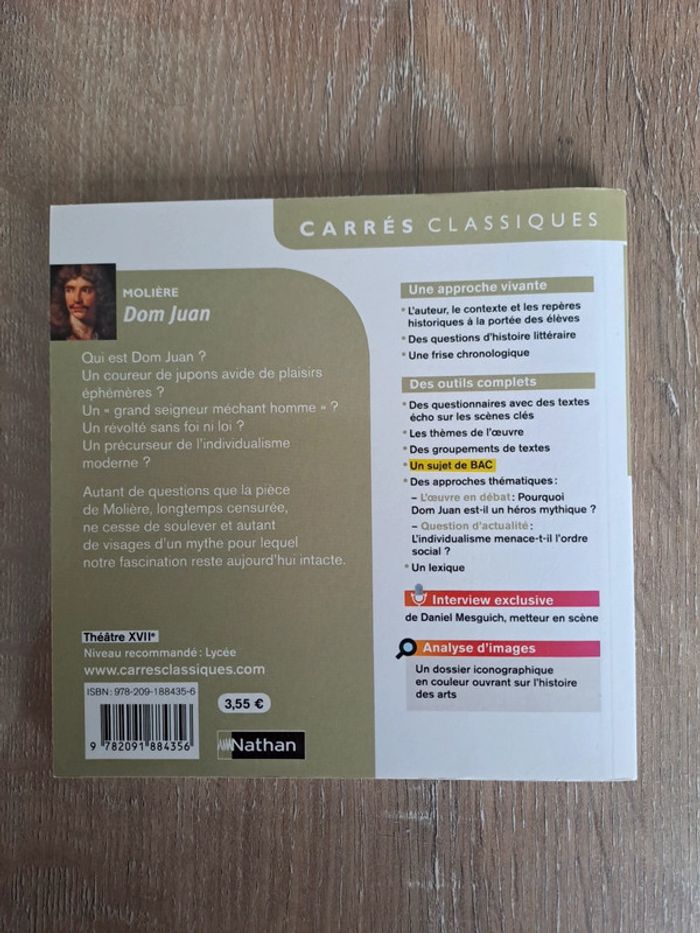 CARRÉS CLASSIQUES
MOLIÈRE
Dom Juan
Qui est Dom Juan ?
Un coureur de jupons avide de plaisirs
éphémères ?
Un « grand seigneur méchant homme » ?
Un révolté sans foi ni loi ?
Un précurseur de l'individualisme
moderne ?
Autant de questions que la pièce
de Molière, longtemps censurée,
ne cesse de soulever et autant
de visages d'un mythe pour lequel
notre fascination reste aujourd'hui intacte.
Théâtre XVIIe
Niveau recommandé : Lycée
www.carresclassiques.com
ISBN : 978-209-188435-6
9 782091 884356
3,55 €
Nathan
Une approche vivante
• L'auteur, le contexte et les repères
historiques à la portée des élèves
• Des questions d'histoire littéraire
• Une frise chronologique
Des outils complets
• Des questionnaires avec des textes
écho sur les scènes clés
• Les thèmes de l'œuvre
• Des groupements de textes
• Un sujet de BAC
• Des approches thématiques :
– L'œuvre en débat : Pourquoi
Dom Juan est-il un héros mythique ?
– Question d'actualité :
L'individualisme menace-t-il l'ordre
social ?
• Un lexique
Interview exclusive
de Daniel Mesguich, metteur en scène
Analyse d'images
Un dossier iconographique
en couleur ouvrant sur l'histoire
des arts